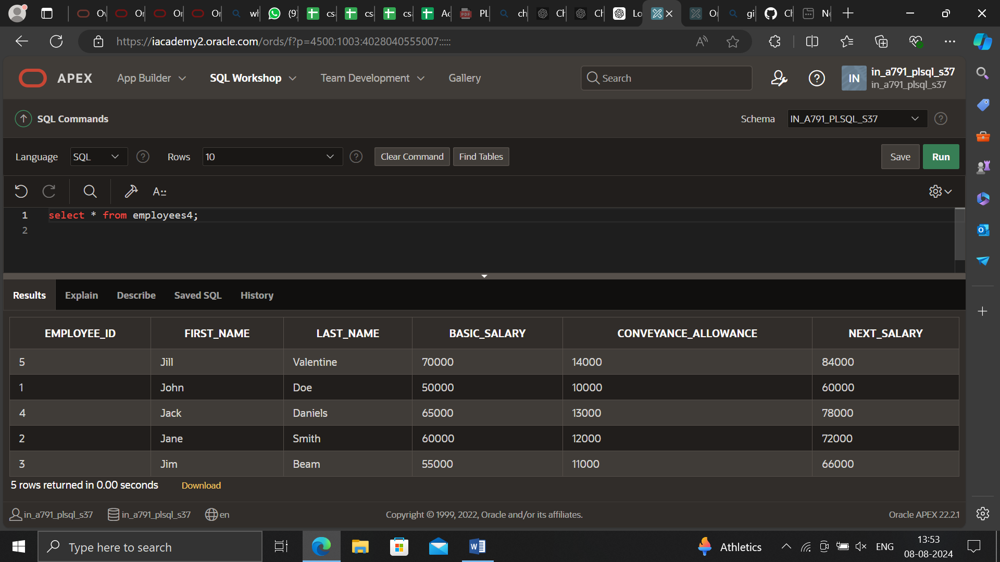 Ov Or Or Or wh (9) cs cs cs Ac PL ch Ch Ch Lo Or gi Ch Ne
https://iacademy2.oracle.com/ords/f?p=4500:1003:4028040555007:::::
APEX App Builder SQL Workshop Team Development Gallery Search IN in_a791_plsql_s37
in_a791_plsql_s37
SQL Commands Schema IN_A791_PLSQL_S37
Language SQL Rows 10 Clear Command Find Tables Save Run
A
1 select * from employees4;
2
Results Explain Describe Saved SQL History
EMPLOYEE_ID FIRST_NAME LAST_NAME BASIC_SALARY CONVEYANCE_ALLOWANCE NEXT_SALARY
5 Jill Valentine 70000 14000 84000
1 John Doe 50000 10000 60000
4 Jack Daniels 65000 13000 78000
2 Jane Smith 60000 12000 72000
3 Jim Beam 55000 11000 66000
5 rows returned in 0.00 seconds Download
in_a791_plsql_s37 in_a791_plsql_s37 en Copyright © 1999, 2022, Oracle and/or its affiliates. Oracle APEX 22.2.1
Type here to search Athletics ENG 13:53
08-08-2024